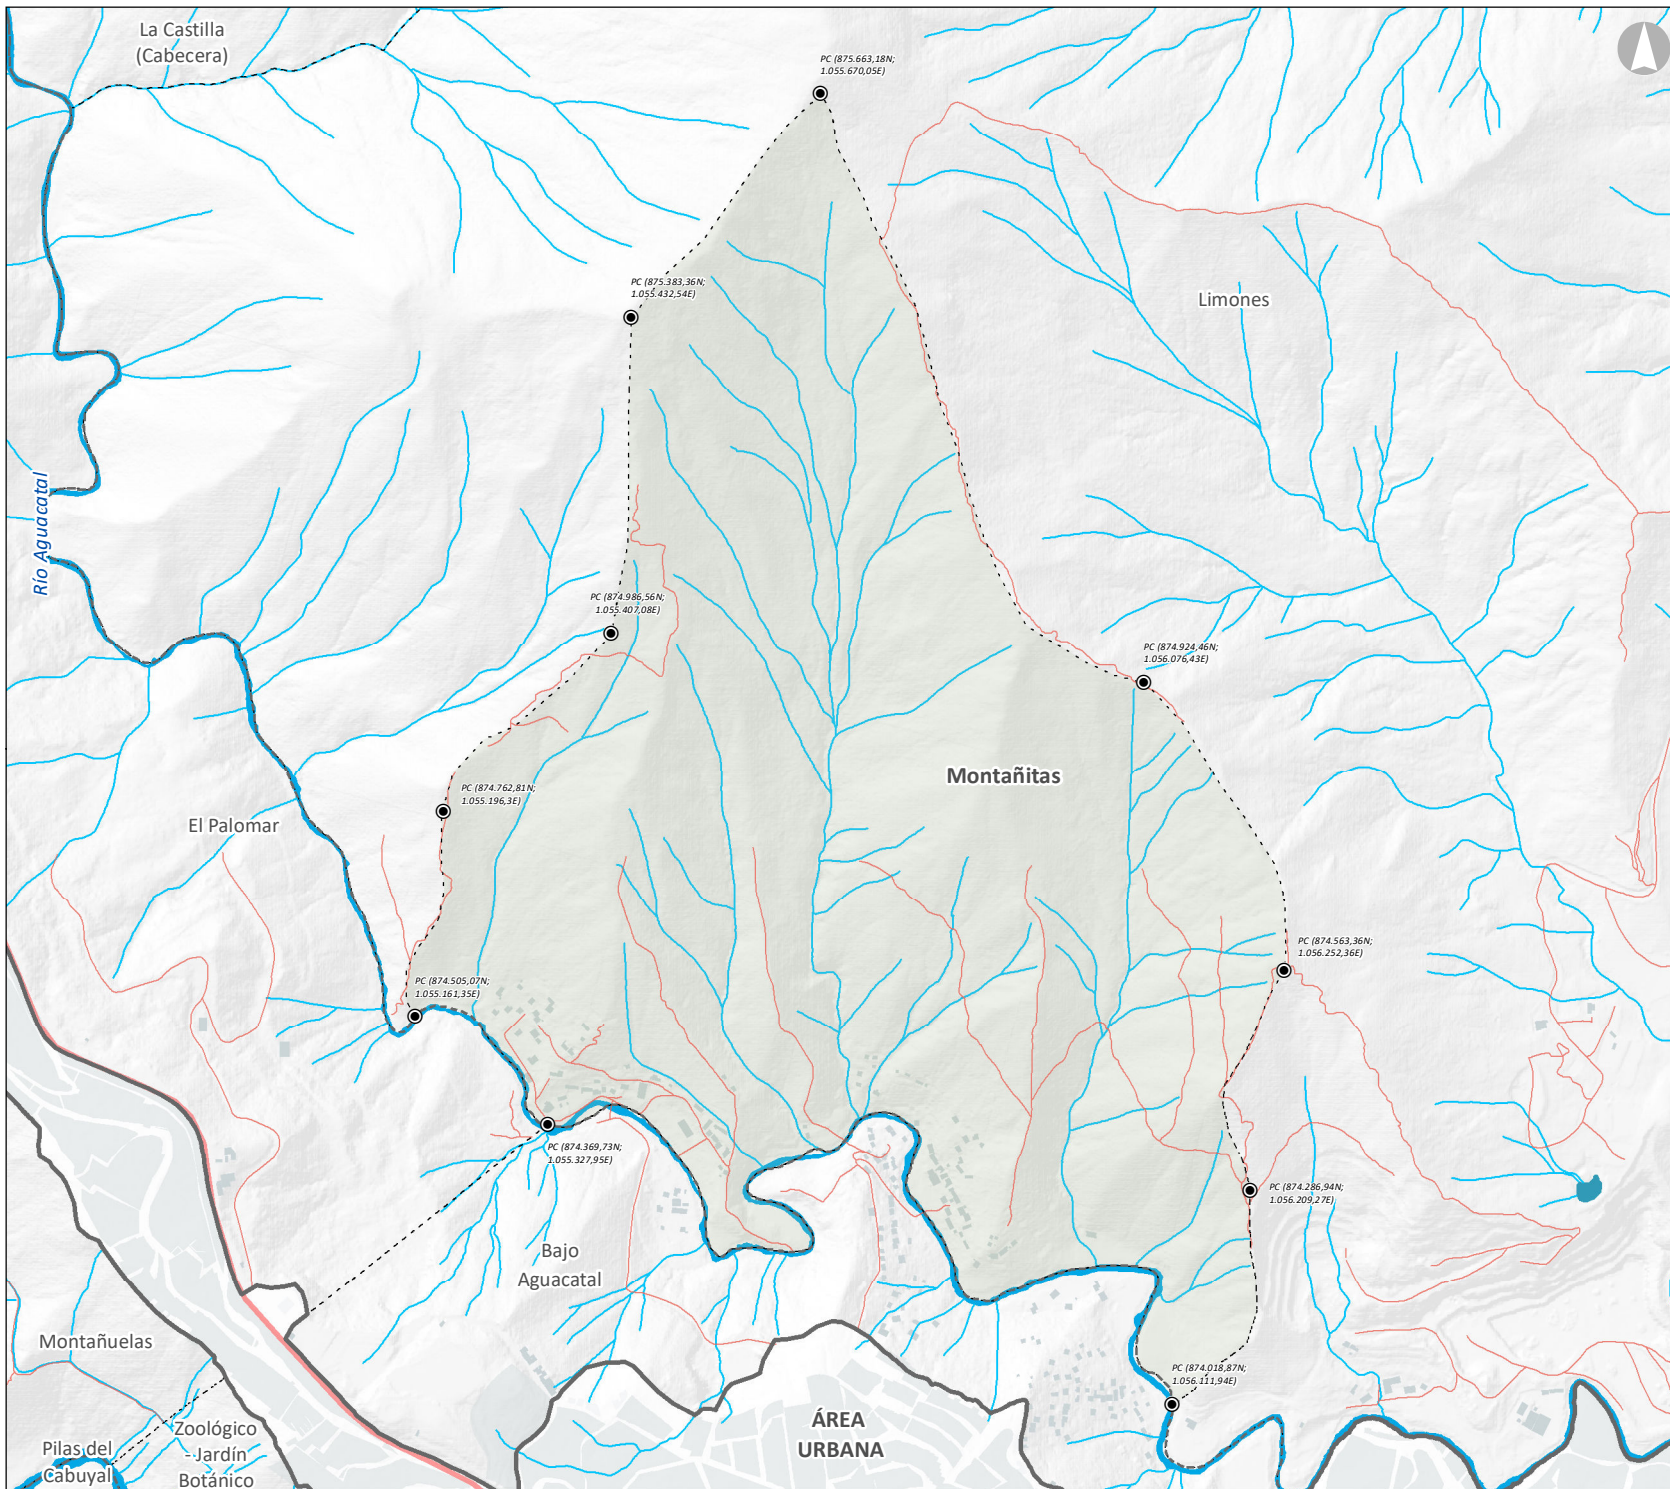 La Castilla
(Cabecera)
PC (875.663,18N;
1.055.670,05E)
PC (875.383,36N;
1.055.432,54E)
Limones
Río Aguacatal
PC (874.986,56N;
1.055.407,08E)
PC (874.924,46N;
1.056.076,43E)
Montañitas
PC (874.762,81N;
1.055.196,3E)
El Palomar
PC (874.563,36N;
1.056.252,36E)
PC (874.505,07N;
1.055.161,35E)
PC (874.369,73N;
1.055.327,95E)
PC (874.286,94N;
1.056.209,27E)
Bajo
Aguacatal
Montañuelas
PC (874.018,87N;
1.056.111,94E)
ÁREA
URBANA
Zoológico
- Jardín
Botánico
Pilas del
Cabuyal